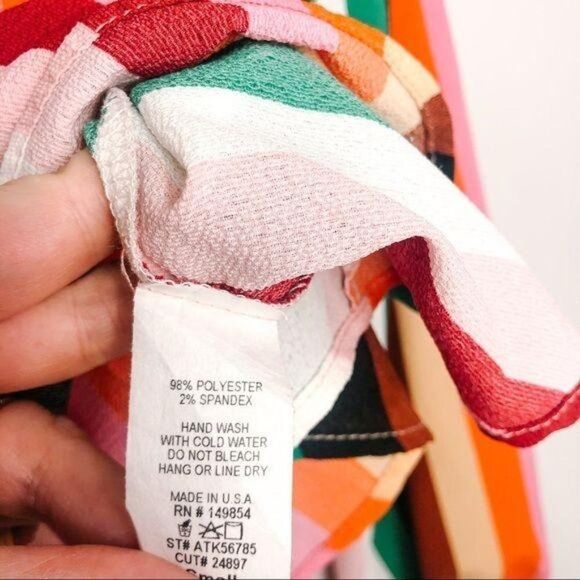 98% POLYESTER
2% SPANDEX
HAND WASH
WITH COLD WATER
DO NOT BLEACH
HANG OR LINE DRY
MADE IN U.S.A
RN # 149854
ST# ATK56785
CUT# 24897
Small